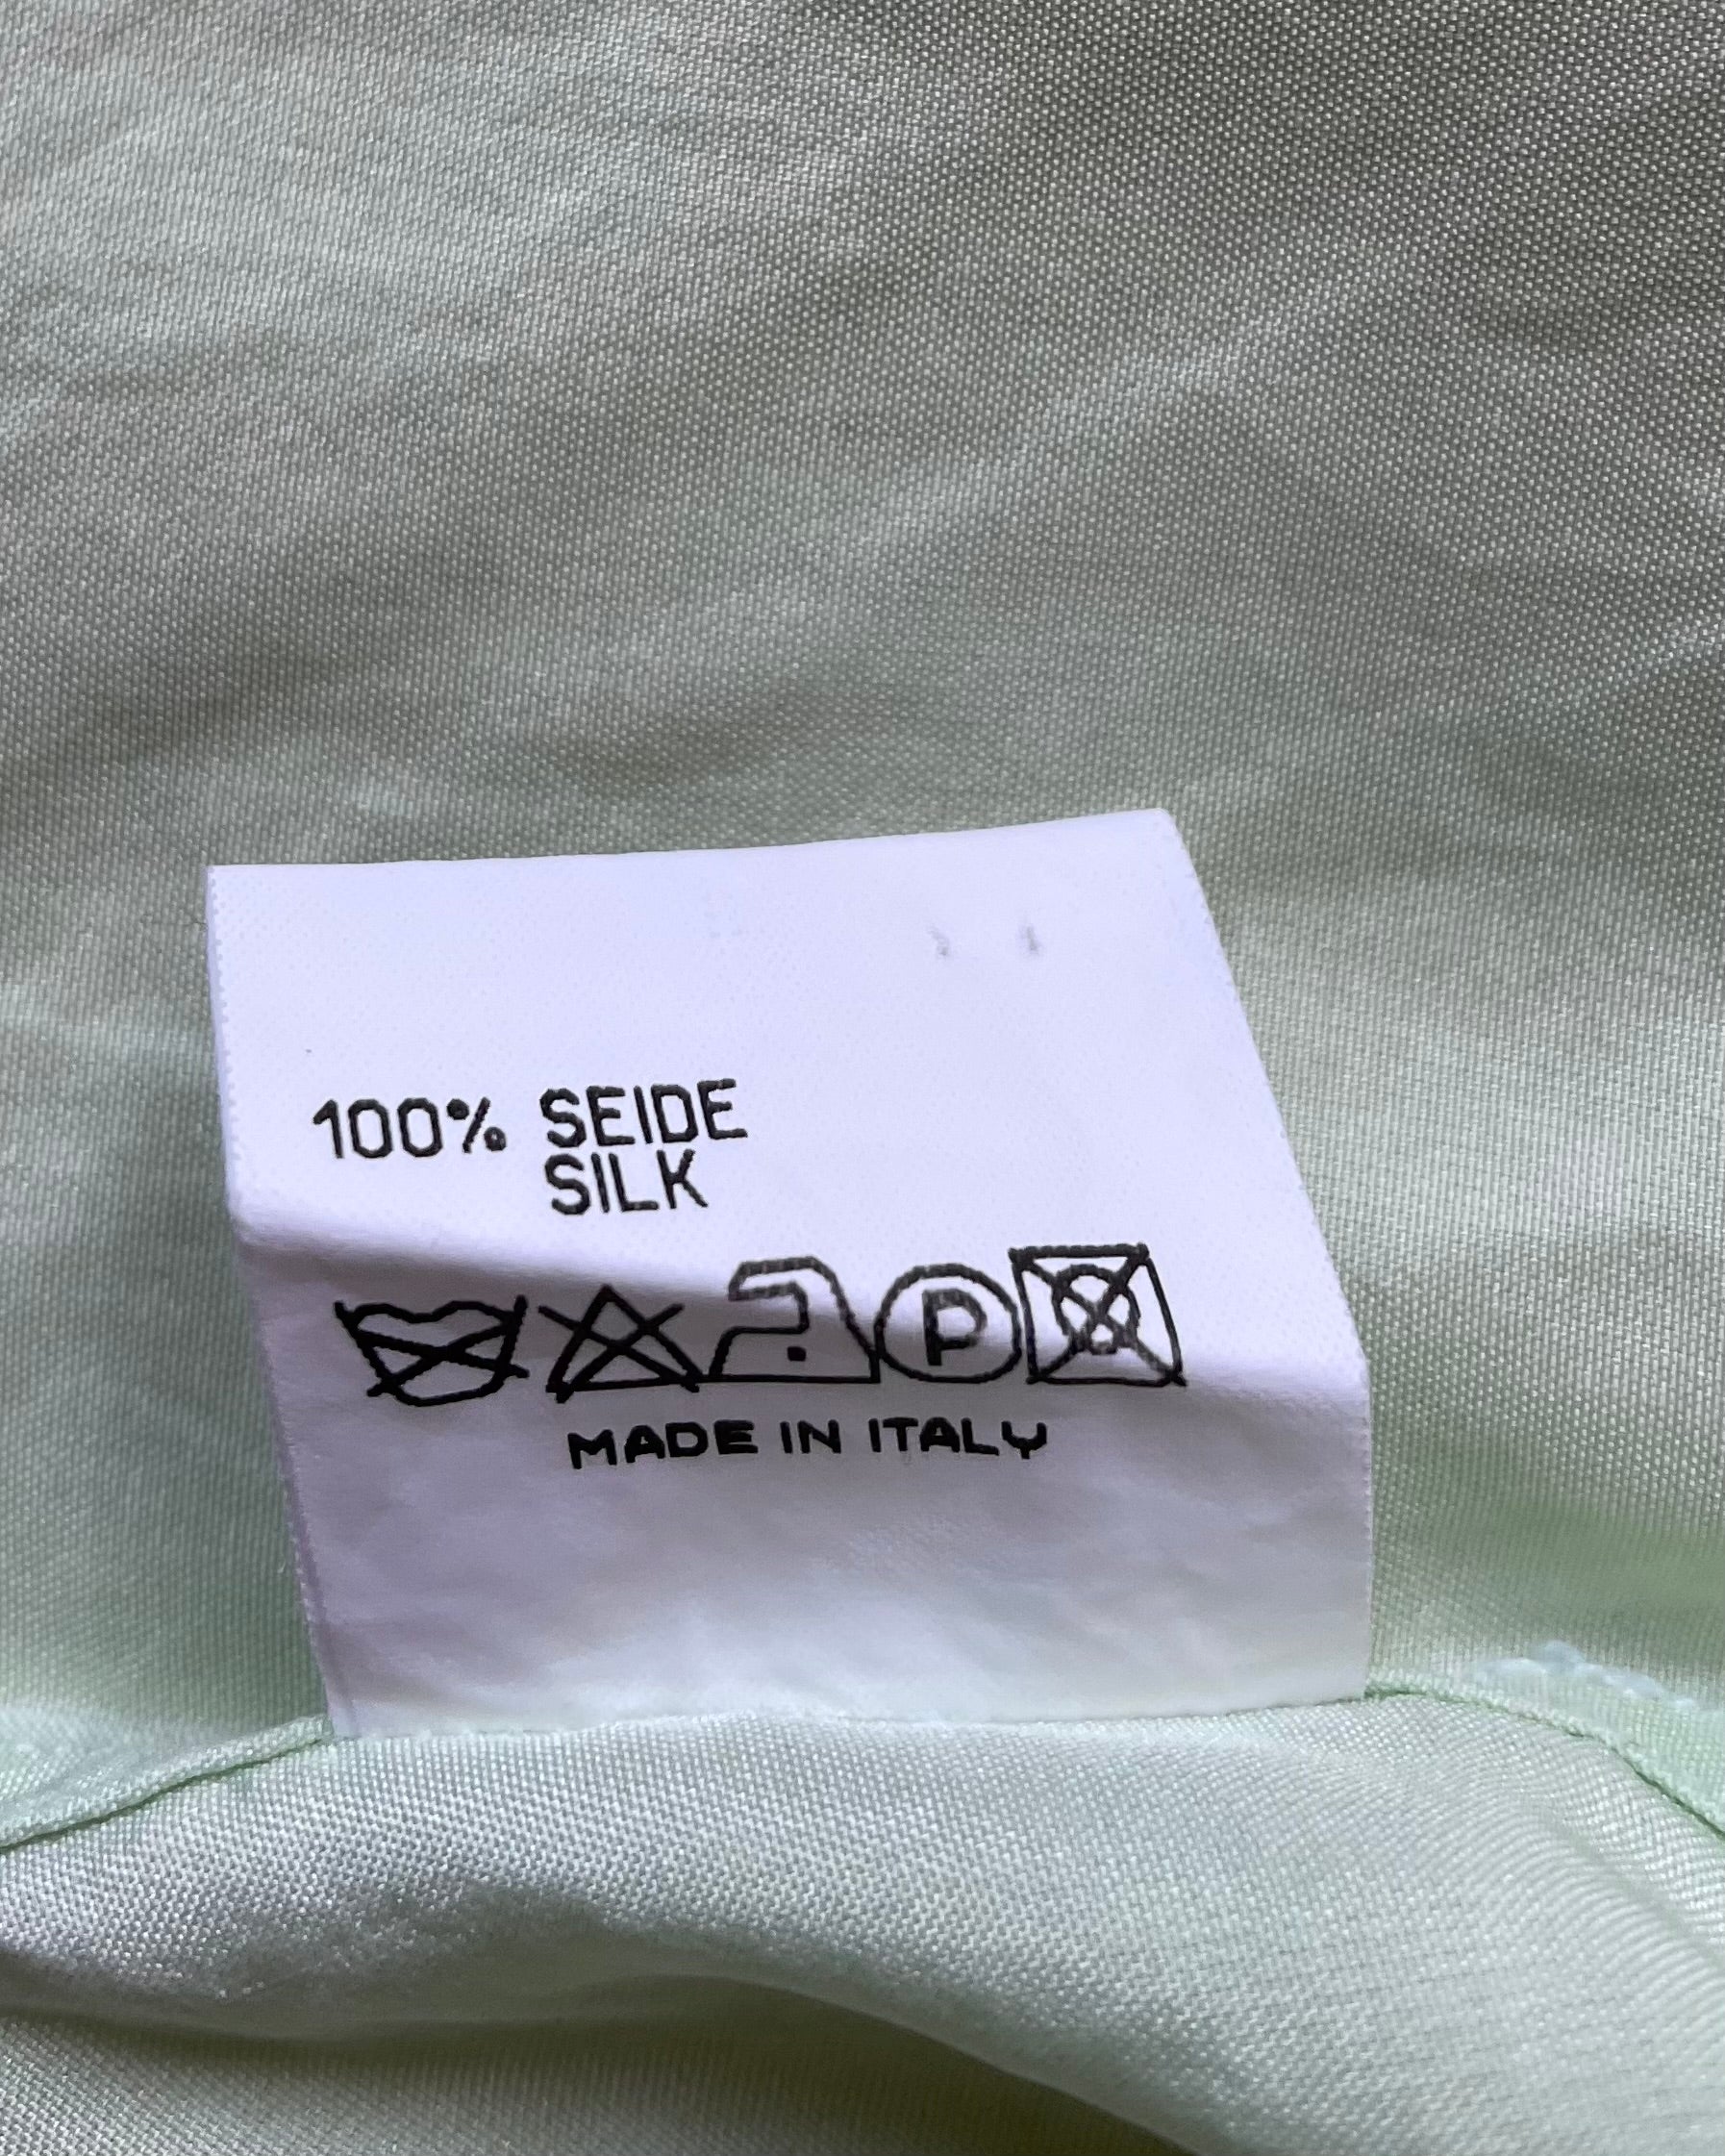 100% SEIDE
SILK
P
MADE IN ITALY